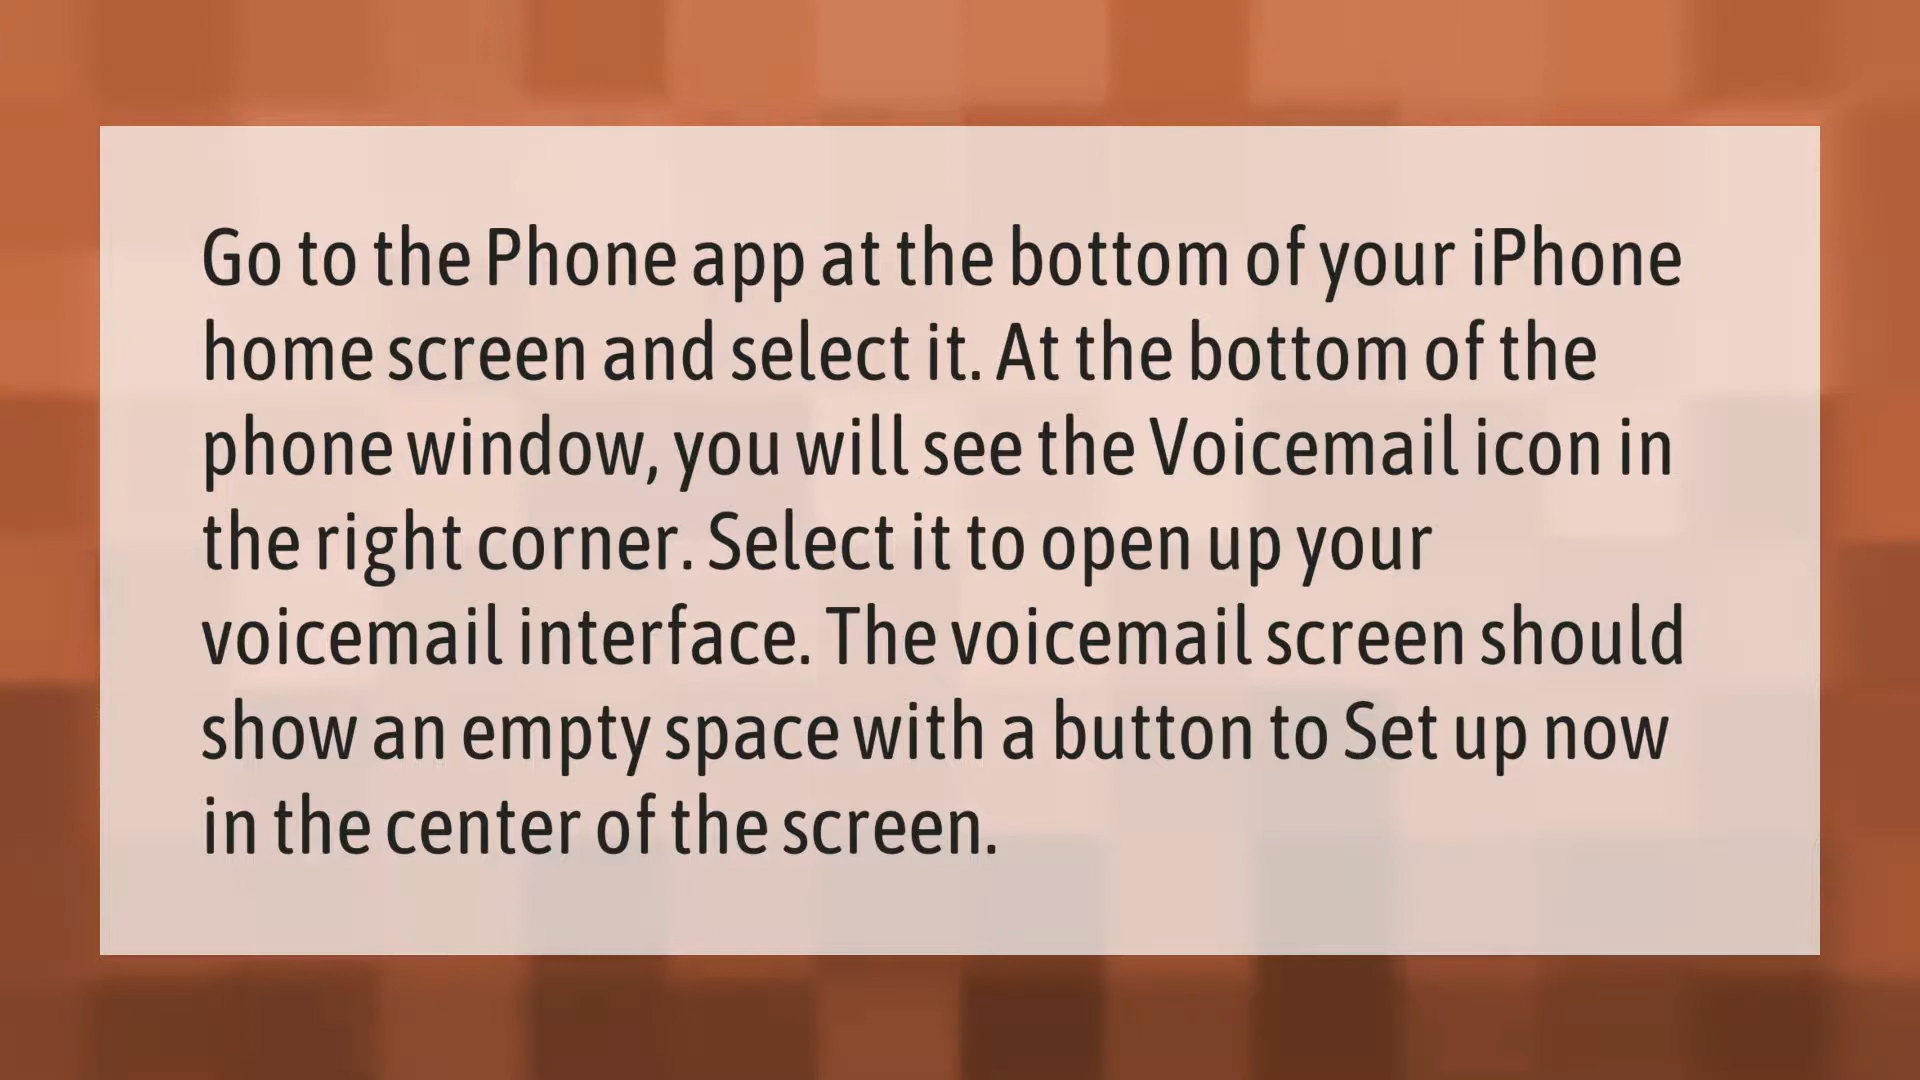 Go to the Phone app at the bottom of your iPhone
home screen and select it. At the bottom of the
phone window, you will see the Voicemail icon in
the right corner. Select it to open up your
voicemail interface. The voicemail screen should
show an empty space with a button to Set up now
in the center of the screen.